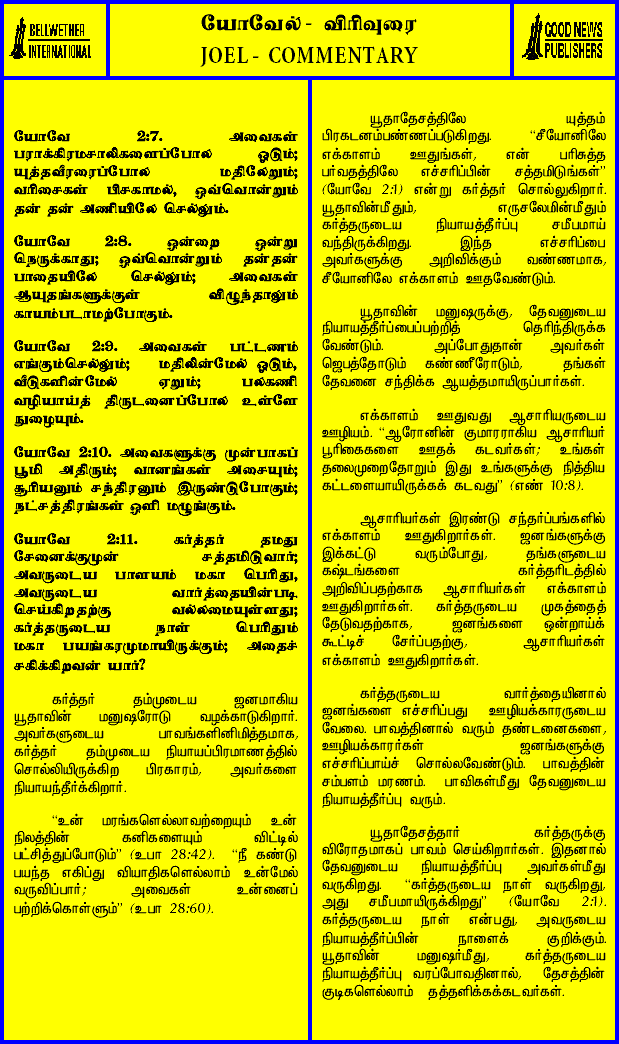 BELLWETHER
INTERNATIONAL
யோவேல் - விரிவுரை
JOEL - COMMENTARY
GOOD NEWS
PUBLISHERS
யோவே 2:7. அவைகள்
பராக்கிரமசாலிகளைப்போல ஓடும்;
யுத்தவீரரைப்போல மதிலேறும்;
வரிசைகள் பிசகாமல், ஒவ்வொன்றும்
தன் தன் அணியிலே செல்லும்.
யோவே 2:8. ஒன்றை ஒன்று
நெருக்காது; ஒவ்வொன்றும் தன்தன்
பாதையிலே செல்லும்; அவைகள்
ஆயுதங்களுக்குள் விழுந்தாலும்
காயம்படாமற்போகும்.
யோவே 2:9. அவைகள் பட்டணம்
எங்கும்செல்லும்; மதிலின்மேல் ஓடும்,
வீடுகளின்மேல் ஏறும்; பலகணி
வழியாய்த் திருடனைப்போல உள்ளே
நுழையும்.
யோவே 2:10. அவைகளுக்கு முன்பாகப்
பூமி அதிரும்; வானங்கள் அசையும்;
சூரியனும் சந்திரனும் இருண்டுபோகும்;
நட்சத்திரங்கள் ஒளி மழுங்கும்.
யோவே 2:11. கர்த்தர் தமது
சேனைக்குமுன் சத்தமிடுவார்;
அவருடைய பாளயம் மகா பெரிது,
அவருடைய வார்த்தையின்படி
செய்கிறதற்கு வல்லமையுள்ளது;
கர்த்தருடைய நாள் பெரிதும்
மகா பயங்கரமுமாயிருக்கும்; அதைச்
சகிக்கிறவன் யார்?
கர்த்தர் தம்முடைய ஜனமாகிய
யூதாவின் மனுஷரோடு வழக்காடுகிறார்.
அவர்களுடைய பாவங்களினிமித்தமாக,
கர்த்தர் தம்முடைய நியாயப்பிரமாணத்தில்
சொல்லியிருக்கிற பிரகாரம், அவர்களை
நியாயந்தீர்க்கிறார்.
"உன் மரங்களெல்லாவற்றையும் உன்
நிலத்தின் கனிகளையும் விட்டில்
பட்சித்துப்போடும்" (உபா 28:42). "நீ கண்டு
பயந்த எகிப்து வியாதிகளெல்லாம் உன்மேல்
வருவிப்பார்; அவைகள் உன்னைப்
பற்றிக்கொள்ளும்" (உபா 28:60).
யூதாதேசத்திலே யுத்தம்
பிரகடனம்பண்ணப்படுகிறது. "சீயோனிலே
எக்காளம் ஊதுங்கள், என் பரிசுத்த
பர்வதத்திலே எச்சரிப்பின் சத்தமிடுங்கள்"
(யோவே 2:1) என்று கர்த்தர் சொல்லுகிறார்.
யூதாவின்மீதும், எருசலேமின்மீதும்
கர்த்தருடைய நியாயத்தீர்ப்பு சமீபமாய்
வந்திருக்கிறது. இந்த எச்சரிப்பை
அவர்களுக்கு அறிவிக்கும் வண்ணமாக,
சீயோனிலே எக்காளம் ஊதவேண்டும்.
யூதாவின் மனுஷருக்கு, தேவனுடைய
நியாயத்தீர்ப்பைப்பற்றித் தெரிந்திருக்க
வேண்டும். அப்போதுதான் அவர்கள்
ஜெபத்தோடும் கண்ணீரோடும், தங்கள்
தேவனை சந்திக்க ஆயத்தமாயிருப்பார்கள்.
எக்காளம் ஊதுவது ஆசாரியருடைய
ஊழியம். "ஆரோனின் குமாரராகிய ஆசாரியர்
பூரிகைகளை ஊதக் கடவர்கள்; உங்கள்
தலைமுறைதோறும் இது உங்களுக்கு நித்திய
கட்டளையாயிருக்கக் கடவது" (எண் 10:8).
ஆசாரியர்கள் இரண்டு சந்தர்ப்பங்களில்
எக்காளம் ஊதுகிறார்கள். ஜனங்களுக்கு
இக்கட்டு வரும்போது, தங்களுடைய
கஷ்டங்களை கர்த்தரிடத்தில்
அறிவிப்பதற்காக ஆசாரியர்கள் எக்காளம்
ஊதுகிறார்கள். கர்த்தருடைய முகத்தைத்
தேடுவதற்காக, ஜனங்களை ஒன்றாய்க்
கூட்டிச் சேர்ப்பதற்கு, ஆசாரியர்கள்
எக்காளம் ஊதுகிறார்கள்.
கர்த்தருடைய வார்த்தையினால்
ஜனங்களை எச்சரிப்பது ஊழியக்காரருடைய
வேலை. பாவத்தினால் வரும் தண்டனைகளை,
ஊழியக்காரர்கள் ஜனங்களுக்கு
எச்சரிப்பாய்ச் சொல்லவேண்டும். பாவத்தின்
சம்பளம் மரணம். பாவிகள்மீது தேவனுடைய
நியாயத்தீர்ப்பு வரும்.
யூதாதேசத்தார் கர்த்தருக்கு
விரோதமாகப் பாவம் செய்கிறார்கள். இதனால்
தேவனுடைய நியாயத்தீர்ப்பு அவர்கள்மீது
வருகிறது. "கர்த்தருடைய நாள் வருகிறது,
அது சமீபமாயிருக்கிறது" (யோவே 2:1).
கர்த்தருடைய நாள் என்பது, அவருடைய
நியாயத்தீர்ப்பின் நாளைக் குறிக்கும்.
யூதாவின் மனுஷர்மீது, கர்த்தருடைய
நியாயத்தீர்ப்பு வரப்போவதினால், தேசத்தின்
குடிகளெல்லாம் தத்தளிக்கக்கடவர்கள்.